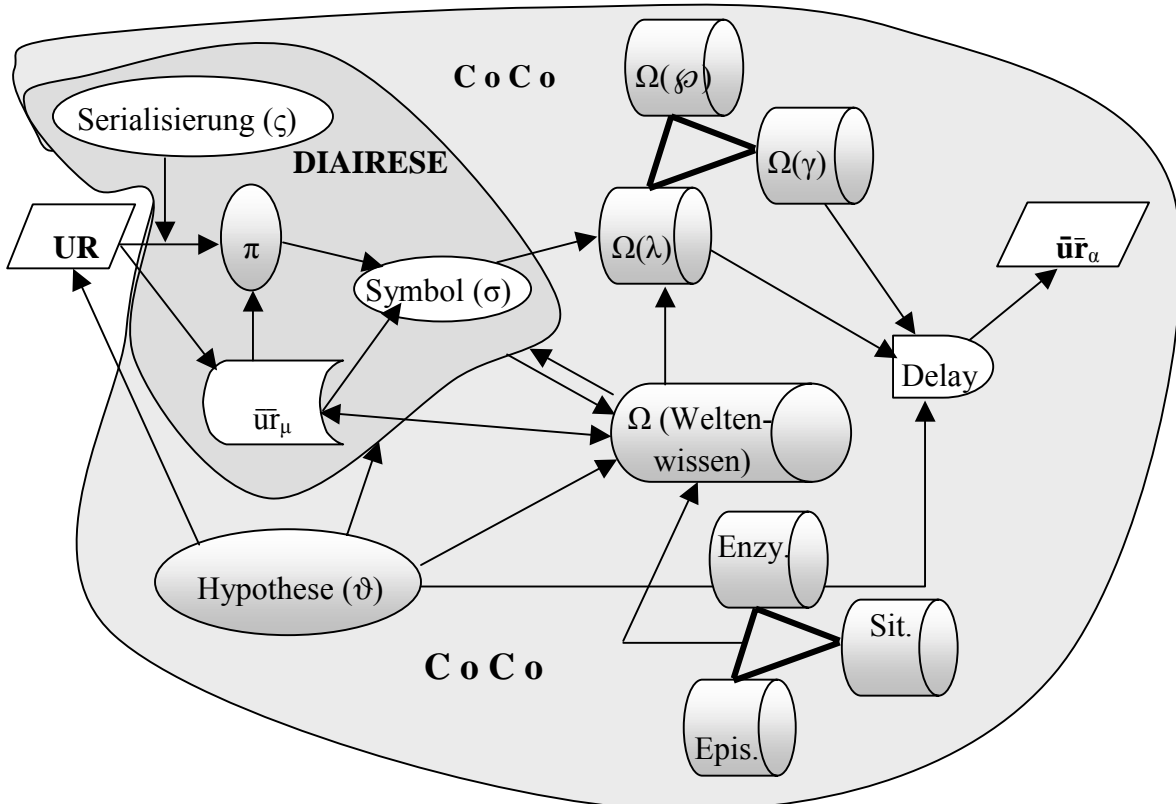 C o C o
Ω(℘)
Serialisierung (ς)
DIAIRESE
Ω(γ)
UR
π
Ω(λ)
ūr̄α
Symbol (σ)
Delay
ūr̄μ
Ω (Welten-
wissen)
Enzy.
Hypothese (ϑ)
Sit.
C o C o
Epis.